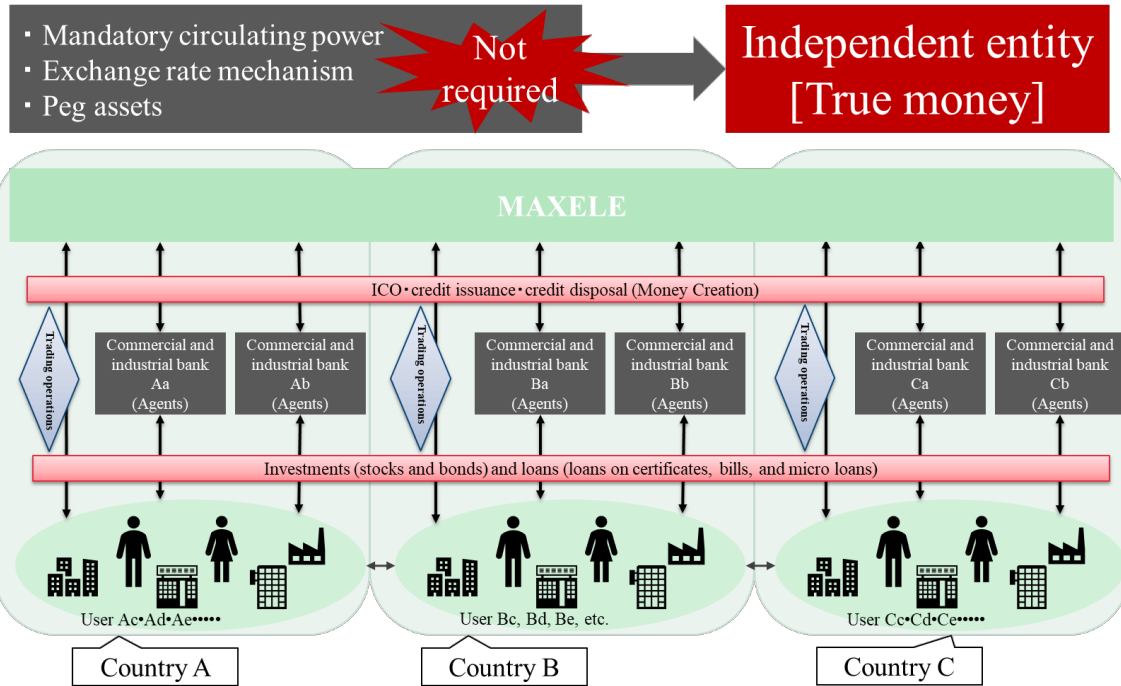 ・ Mandatory circulating power
・ Exchange rate mechanism
・ Peg assets
Not
required
Independent entity
[True money]
MAXELE
ICO・credit issuance・credit disposal (Money Creation)
Trading operations
Commercial and
industrial bank
Aa
(Agents)
Commercial and
industrial bank
Ab
(Agents)
Trading operations
Commercial and
industrial bank
Ba
(Agents)
Commercial and
industrial bank
Bb
(Agents)
Trading operations
Commercial and
industrial bank
Ca
(Agents)
Commercial and
industrial bank
Cb
(Agents)
Investments (stocks and bonds) and loans (loans on certificates, bills, and micro loans)
User Ac•Ad•Ae•••••
User Bc, Bd, Be, etc.
User Cc•Cd•Ce•••••
Country A
Country B
Country C